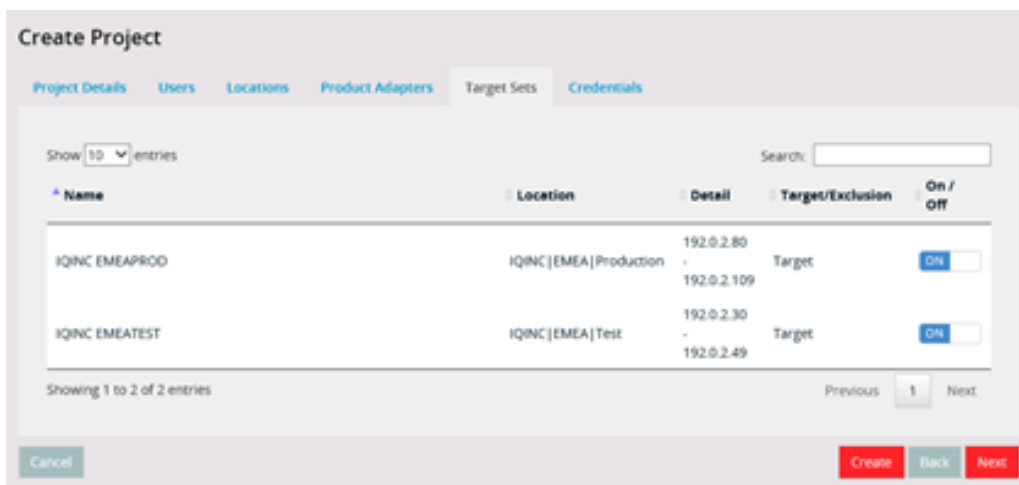 Create Project
Project Details Users Locations Product Adapters Target Sets Credentials
Show 10 entries Search:
Name Location Detail Target/Exclusion On /
Off
192.0.2.80
IQINC EMEAPROD IQINC|EMEA|Production - Target ON
192.0.2.109
192.0.2.30
IQINC EMEATEST IQINC|EMEA|Test - Target ON
192.0.2.49
Showing 1 to 2 of 2 entries Previous 1 Next
Cancel Create Back Next